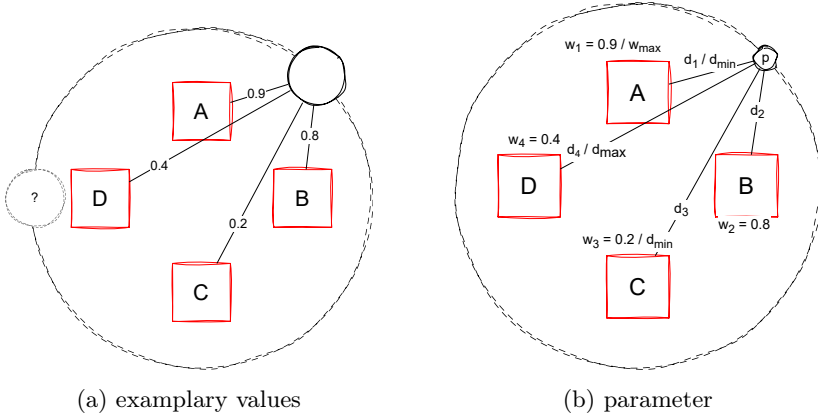 A
0.9
0.8
0.4
?
D
B
0.2
C
(a) examplary values
w1 = 0.9 / wmax
d1 / dmin
p
A
d2
w4 = 0.4
d4 / dmax
D
B
d3
w2 = 0.8
w3 = 0.2 / dmin
C
(b) parameter